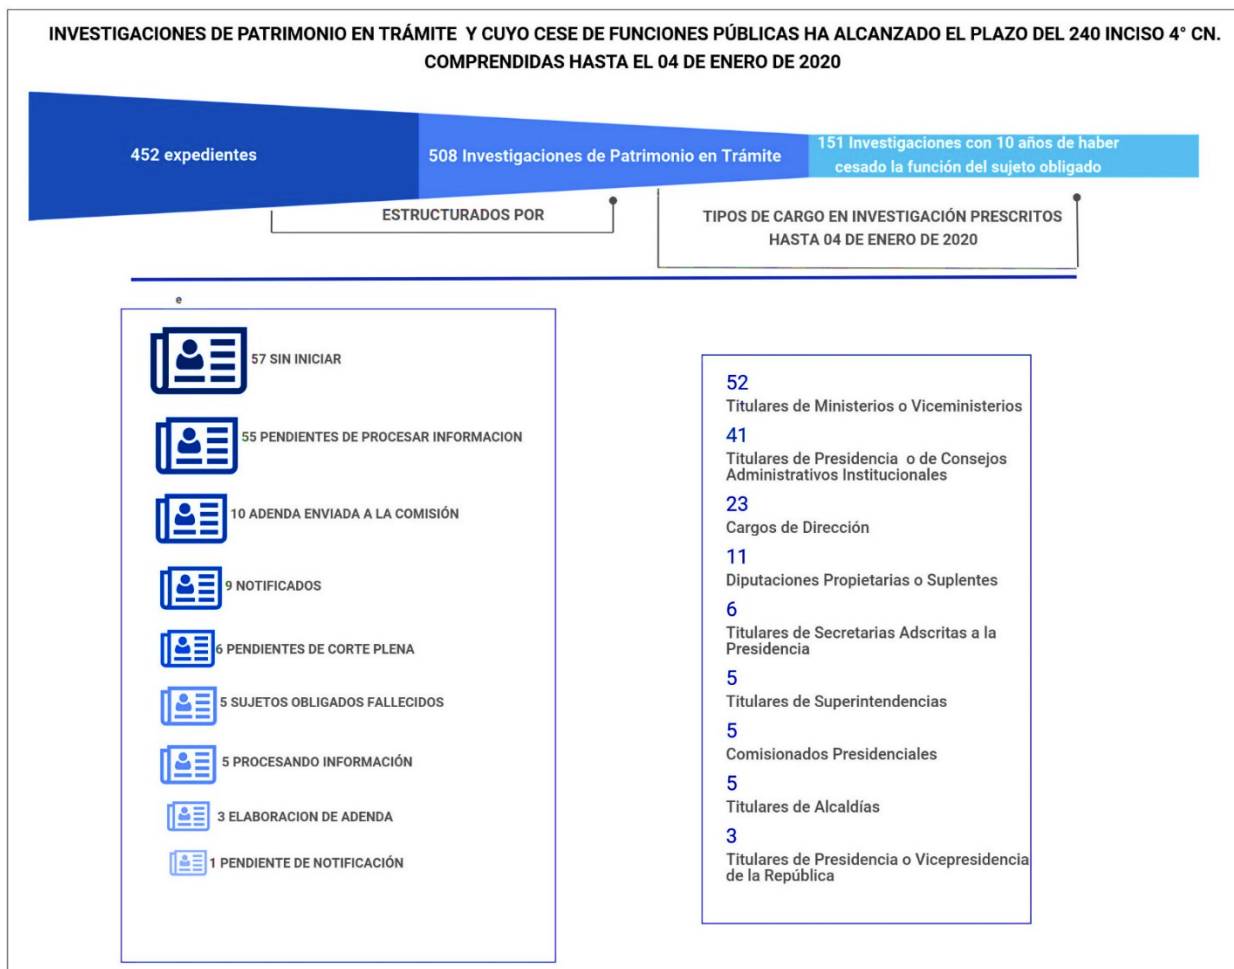 INVESTIGACIONES DE PATRIMONIO EN TRÁMITE Y CUYO CESE DE FUNCIONES PÚBLICAS HA ALCANZADO EL PLAZO DEL 240 INCISO 4° CN.
COMPRENDIDAS HASTA EL 04 DE ENERO DE 2020
452 expedientes
508 Investigaciones de Patrimonio en Trámite
151 Investigaciones con 10 años de haber
cesado la función del sujeto obligado
ESTRUCTURADOS POR
TIPOS DE CARGO EN INVESTIGACIÓN PRESCRITOS
HASTA 04 DE ENERO DE 2020
e
57 SIN INICIAR
55 PENDIENTES DE PROCESAR INFORMACION
10 ADENDA ENVIADA A LA COMISIÓN
9 NOTIFICADOS
6 PENDIENTES DE CORTE PLENA
5 SUJETOS OBLIGADOS FALLECIDOS
5 PROCESANDO INFORMACIÓN
3 ELABORACION DE ADENDA
1 PENDIENTE DE NOTIFICACIÓN
52
Titulares de Ministerios o Viceministerios
41
Titulares de Presidencia o de Consejos
Administrativos Institucionales
23
Cargos de Dirección
11
Diputaciones Propietarias o Suplentes
6
Titulares de Secretarias Adscritas a la
Presidencia
5
Titulares de Superintendencias
5
Comisionados Presidenciales
5
Titulares de Alcaldías
3
Titulares de Presidencia o Vicepresidencia
de la República